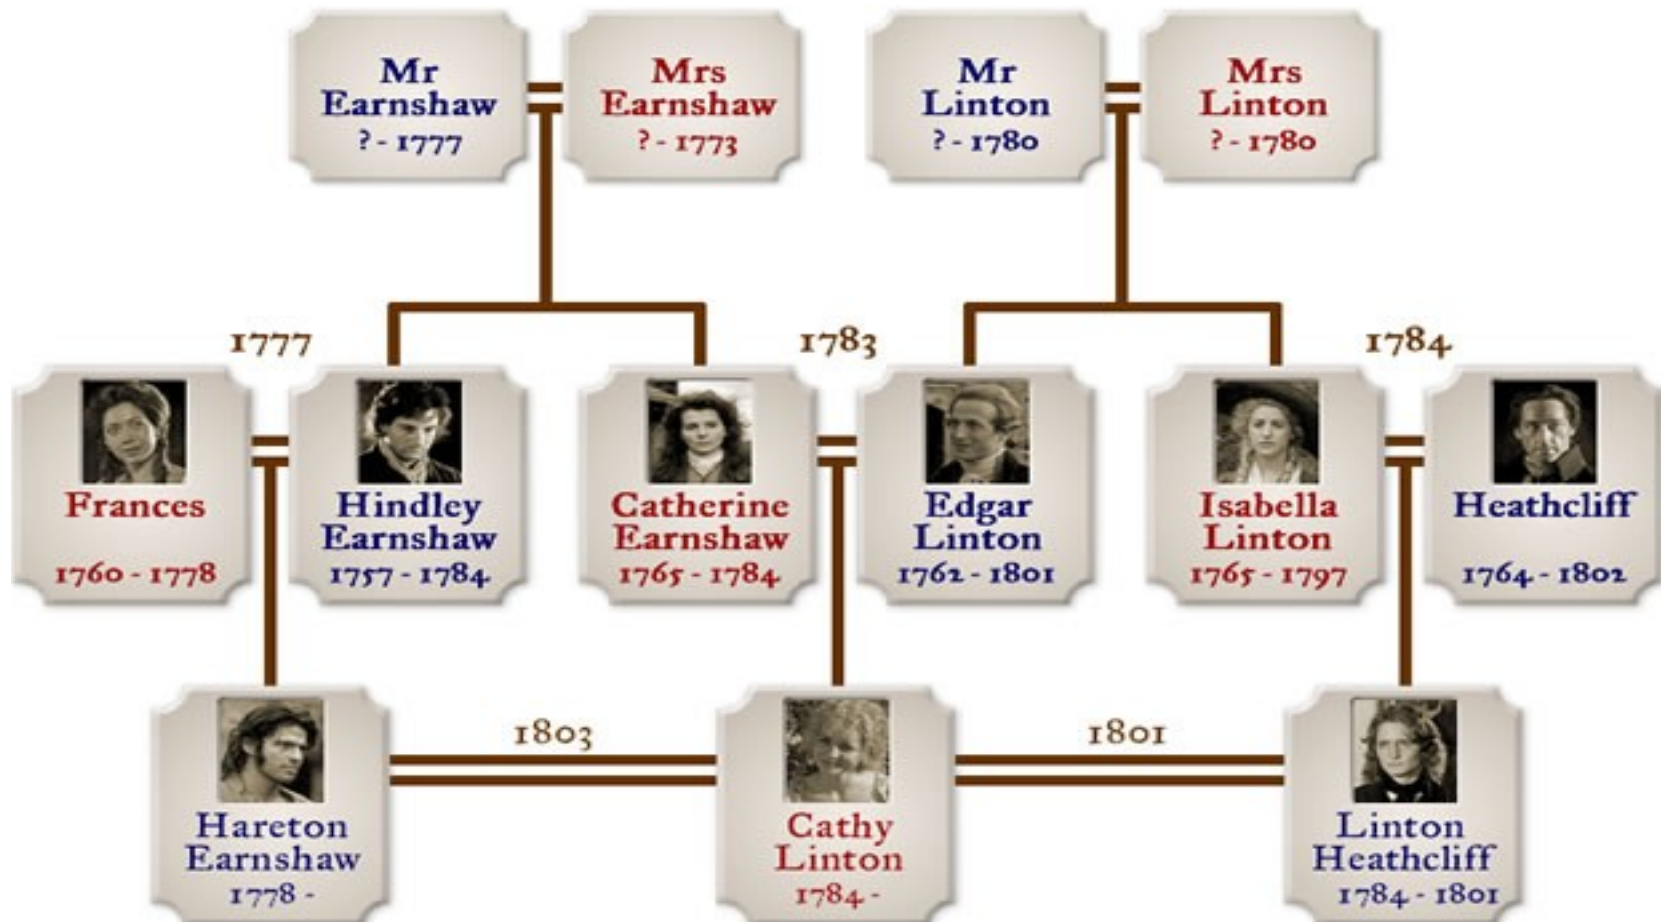 Mr
Earnshaw
? - 1777
Mrs
Earnshaw
? - 1773
Mr
Linton
? - 1780
Mrs
Linton
? - 1780
1777
1783
1784
Frances
1760 - 1778
Hindley
Earnshaw
1757 - 1784
Catherine
Earnshaw
1765 - 1784
Edgar
Linton
1762 - 1801
Isabella
Linton
1765 - 1797
Heathcliff
1764 - 1802
1803
1801
Hareton
Earnshaw
1778 -
Cathy
Linton
1784 -
Linton
Heathcliff
1784 - 1801